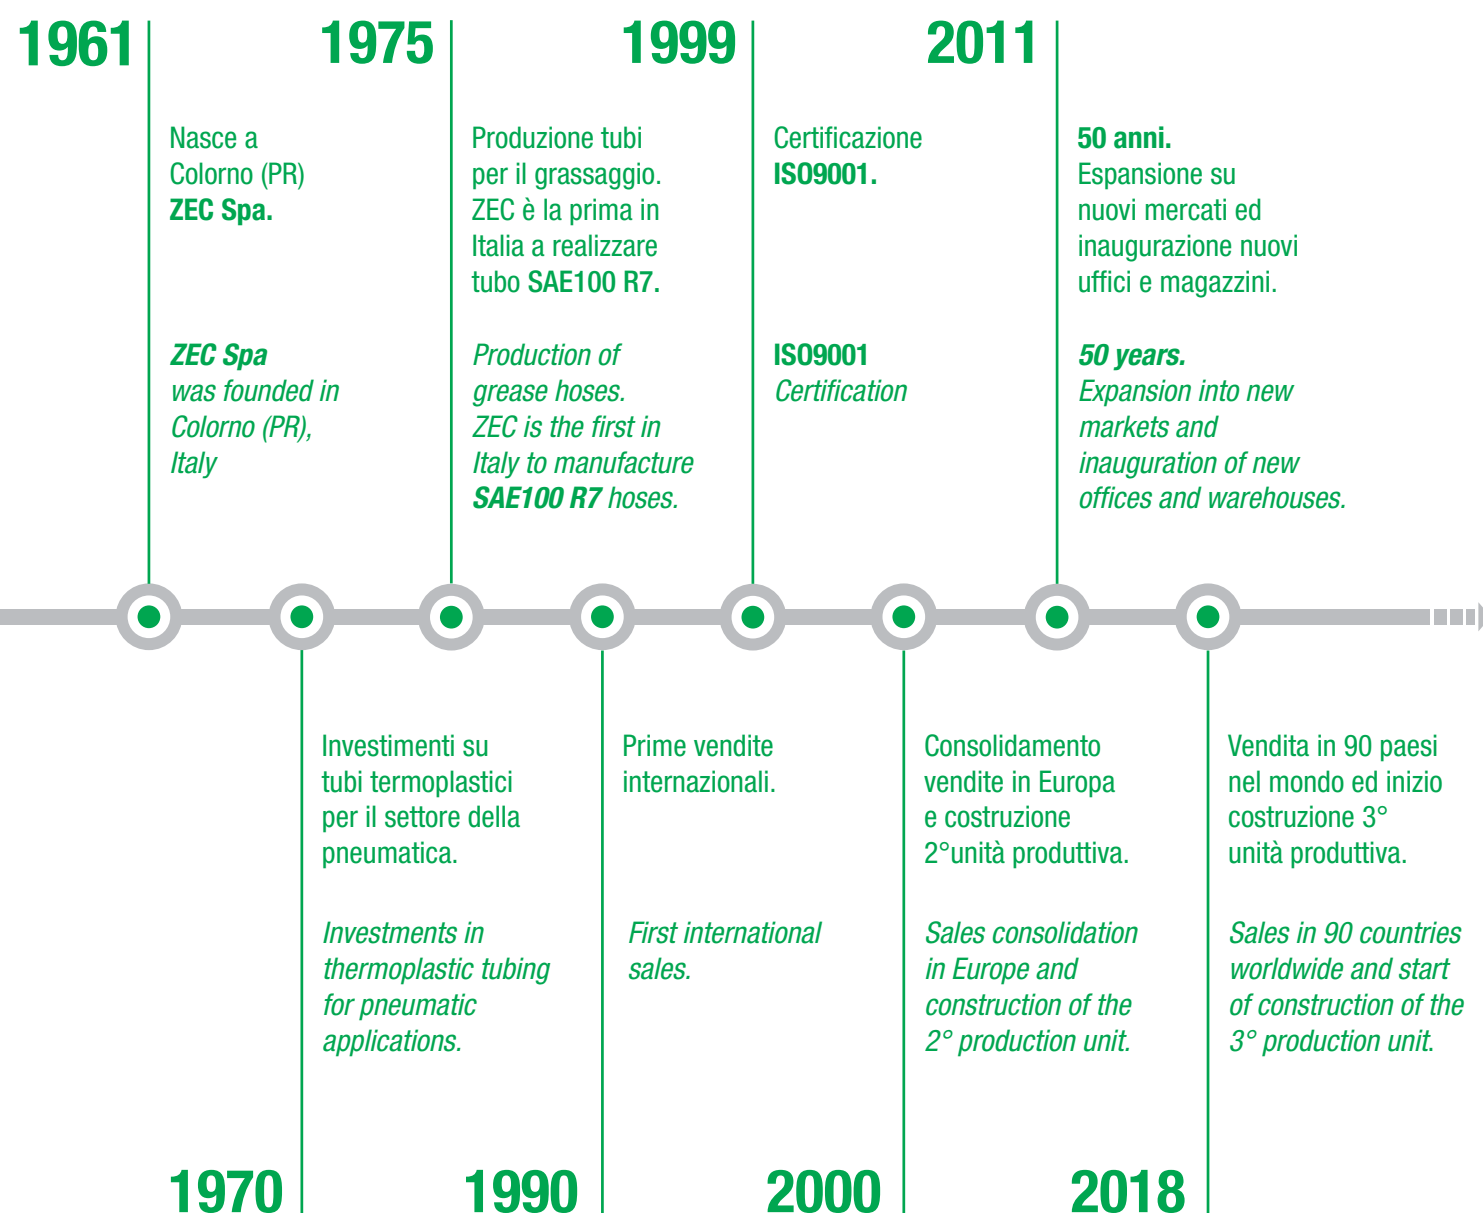 1961
Nasce a
Colorno (PR)
ZEC Spa.
ZEC Spa
was founded in
Colorno (PR),
Italy
1975
Produzione tubi
per il grassaggio.
ZEC è la prima in
Italia a realizzare
tubo SAE100 R7.
Production of
grease hoses.
ZEC is the first in
Italy to manufacture
SAE100 R7 hoses.
1999
Certificazione
ISO9001.
ISO9001
Certification
2011
50 anni.
Espansione su
nuovi mercati ed
inaugurazione nuovi
uffici e magazzini.
50 years.
Expansion into new
markets and
inauguration of new
offices and warehouses.
Investimenti su
tubi termoplastici
per il settore della
pneumatica.
Investments in
thermoplastic tubing
for pneumatic
applications.
1970
Prime vendite
internazionali.
First international
sales.
1990
Consolidamento
vendite in Europa
e costruzione
2°unità produttiva.
Sales consolidation
in Europe and
construction of the
2° production unit.
2000
Vendita in 90 paesi
nel mondo ed inizio
costruzione 3°
unità produttiva.
Sales in 90 countries
worldwide and start
of construction of the
3° production unit.
2018